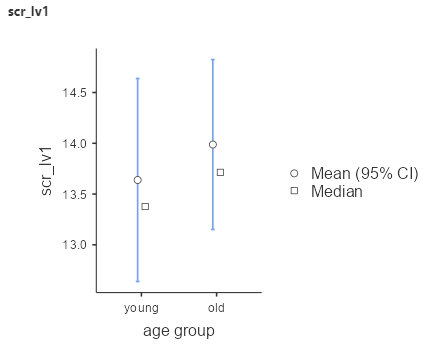 scr_lv1
14.5
14.0
13.5
13.0
scr_lv1
young old
age group
Mean (95% CI)
Median